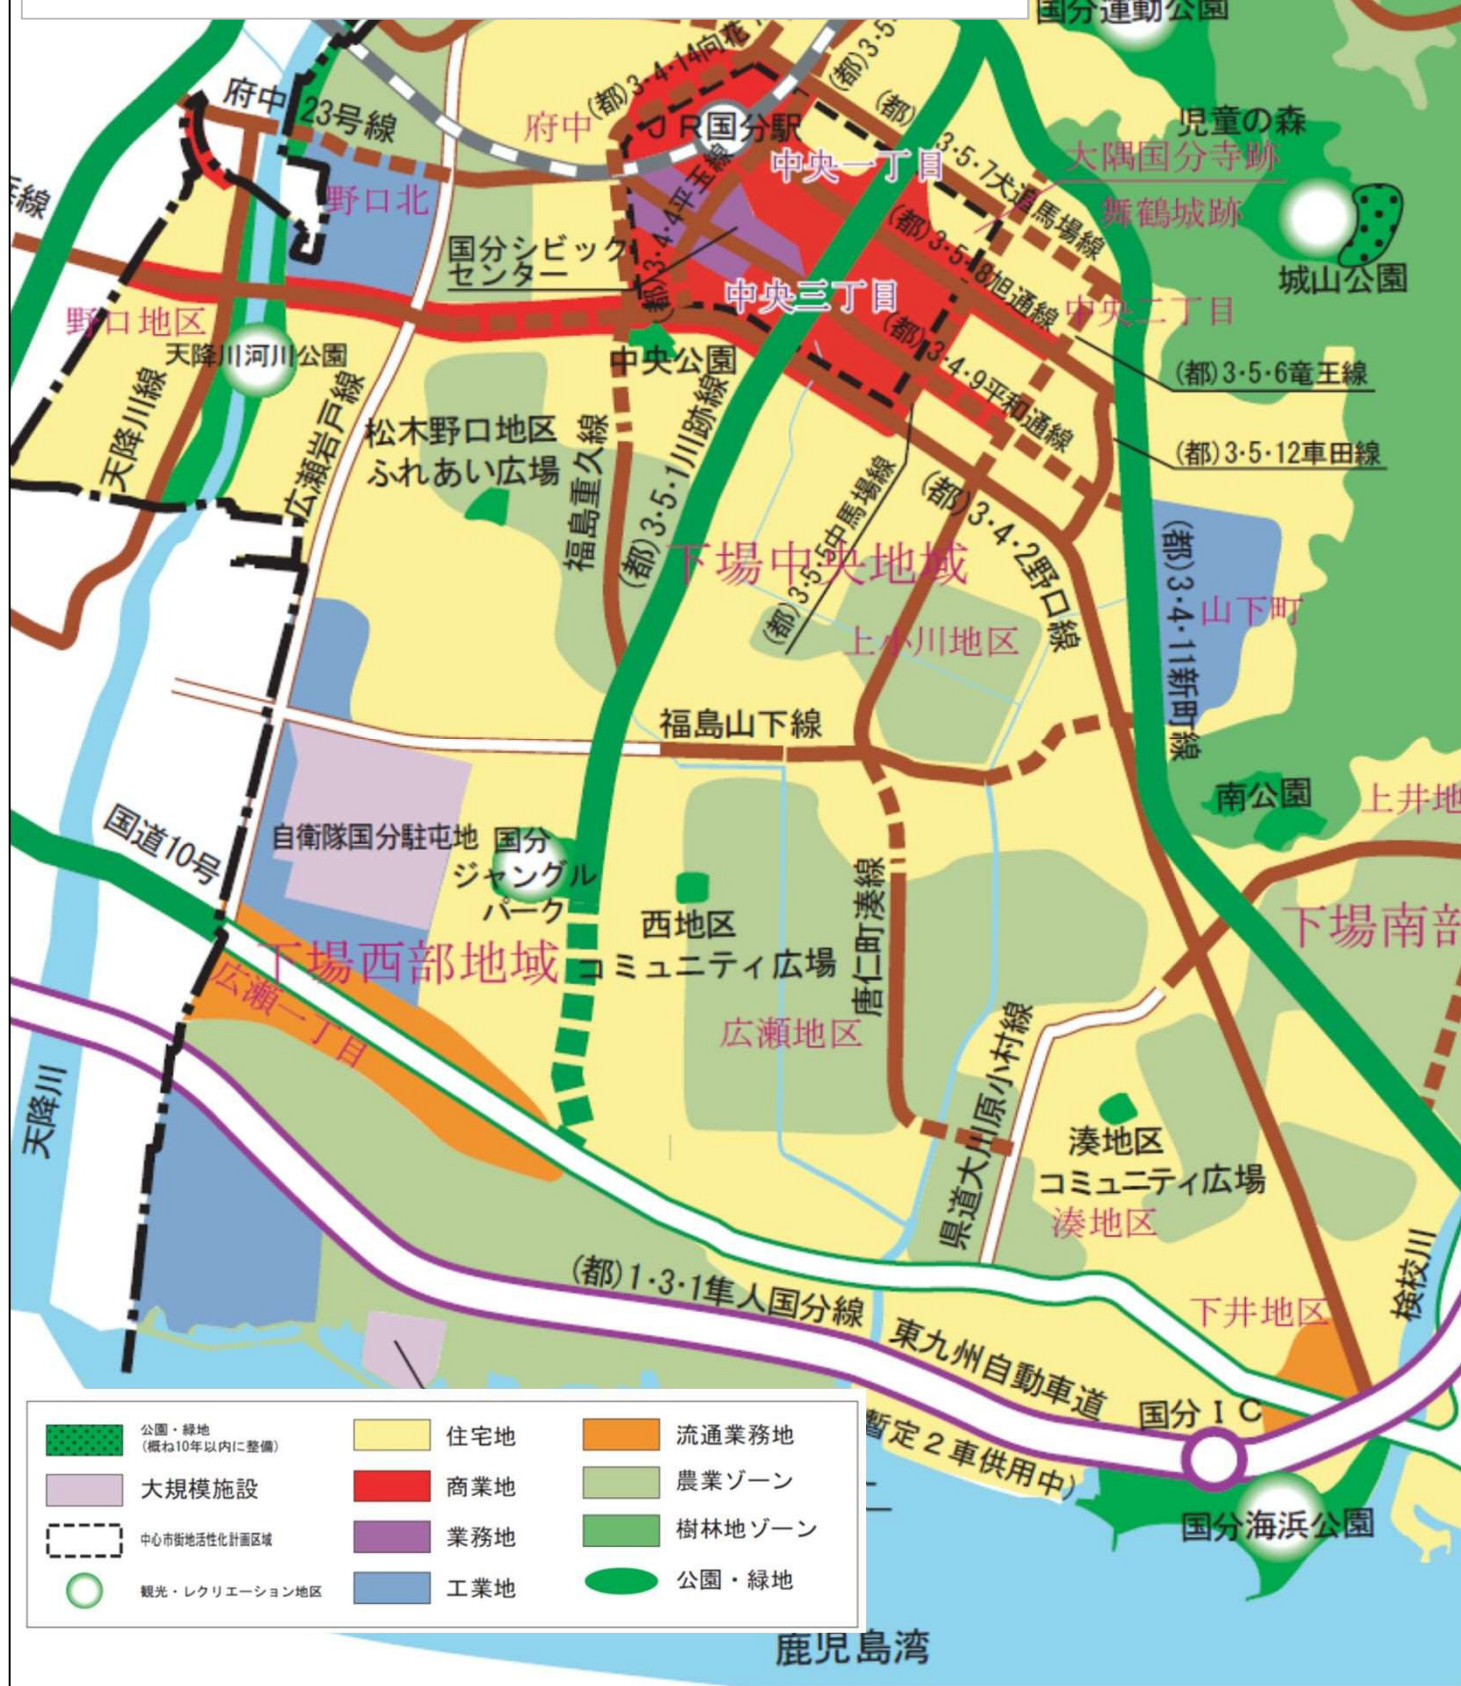 国分運動公園
府中23号線
(都)3・4・14向花
(都)3・5・
府中
JR国分駅
児童の森
(都)3・5・7犬追馬場線
大隅国分寺跡
中央一丁目
野口北
舞鶴城跡
(都)3・4・4平玉線
国分シビック
センター
(都)3・5・8旭通線
城山公園
中央三丁目
中央二丁目
野口地区
天降川河川公園
中央公園
(都)3・4・9平和通線
(都)3・5・6竜王線
天降川線
広瀬岩戸線
松木野口地区
ふれあい広場
福島重久線
(都)3・5・1川跡線
(都)3・5・5中馬場線
(都)3・5・12車田線
(都)3・4・2野口線
下場中央地域
(都)3・4・11新町線
山下町
上小川地区
福島山下線
南公園
上井地
国道10号
自衛隊国分駐屯地
国分
ジャングル
パーク
西地区
コミュニティ広場
唐仁町湊線
下場南部
下場西部地域
広瀬一丁目
広瀬地区
県道大川原小村線
天降川
湊地区
コミュニティ広場
湊地区
検校川
(都)1・3・1隼人国分線
下井地区
東九州自動車道
国分IC
暫定2車供用中)
国分海浜公園
鹿児島湾
公園・緑地
(概ね10年以内に整備)
大規模施設
中心市街地活性化計画区域
観光・レクリエーション地区
住宅地
商業地
業務地
工業地
流通業務地
農業ゾーン
樹林地ゾーン
公園・緑地